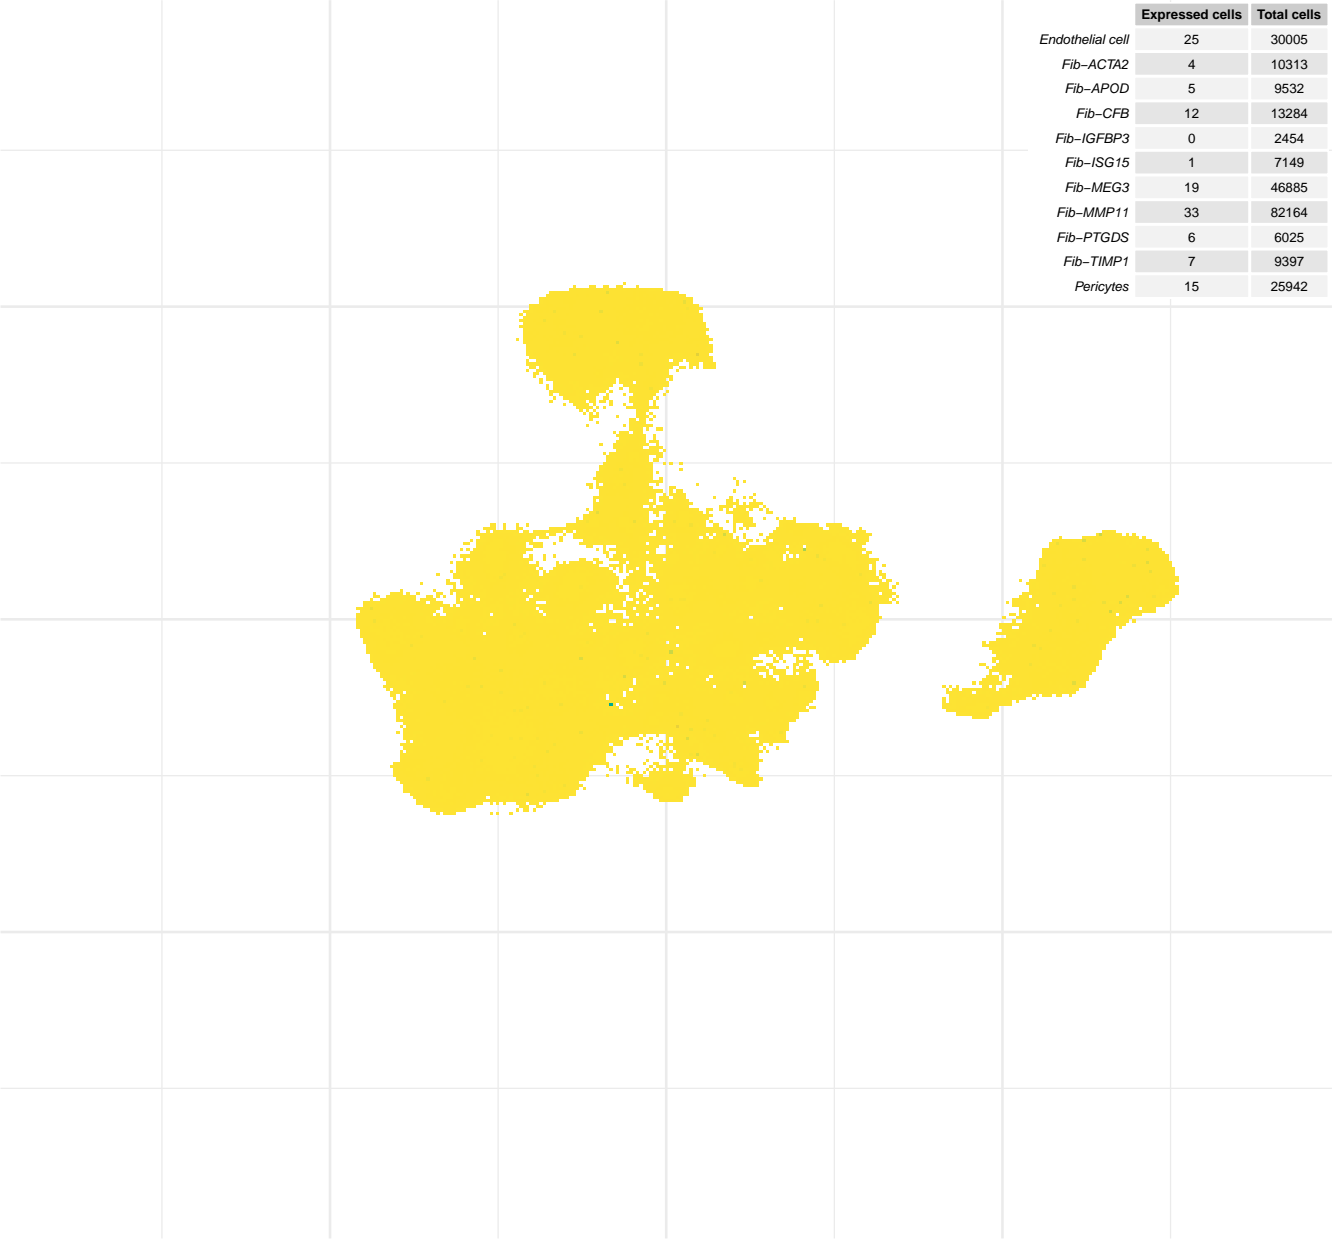 Expressed cells Total cells
Endothelial cell 25 30005
Fib−ACTA2 4 10313
Fib−APOD 5 9532
Fib−CFB 12 13284
Fib−IGFBP3 0 2454
Fib−ISG15 1 7149
Fib−MEG3 19 46885
Fib−MMP11 33 82164
Fib−PTGDS 6 6025
Fib−TIMP1 7 9397
Pericytes 15 25942